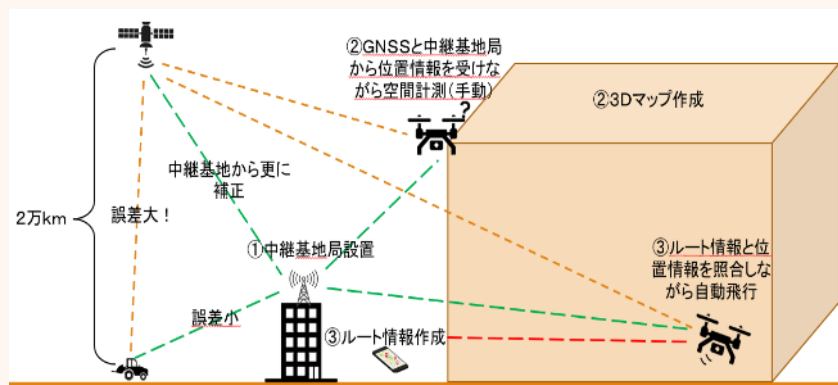 ②GNSSと中継基地局
から位置情報を受けな
がら空間計測(手動)
?
②3Dマップ作成
中継基地から更に
補正
2万km
誤差大!
①中継基地局設置
③ルート情報と位
置情報を照合しな
がら自動飛行
誤差小
③ルート情報作成